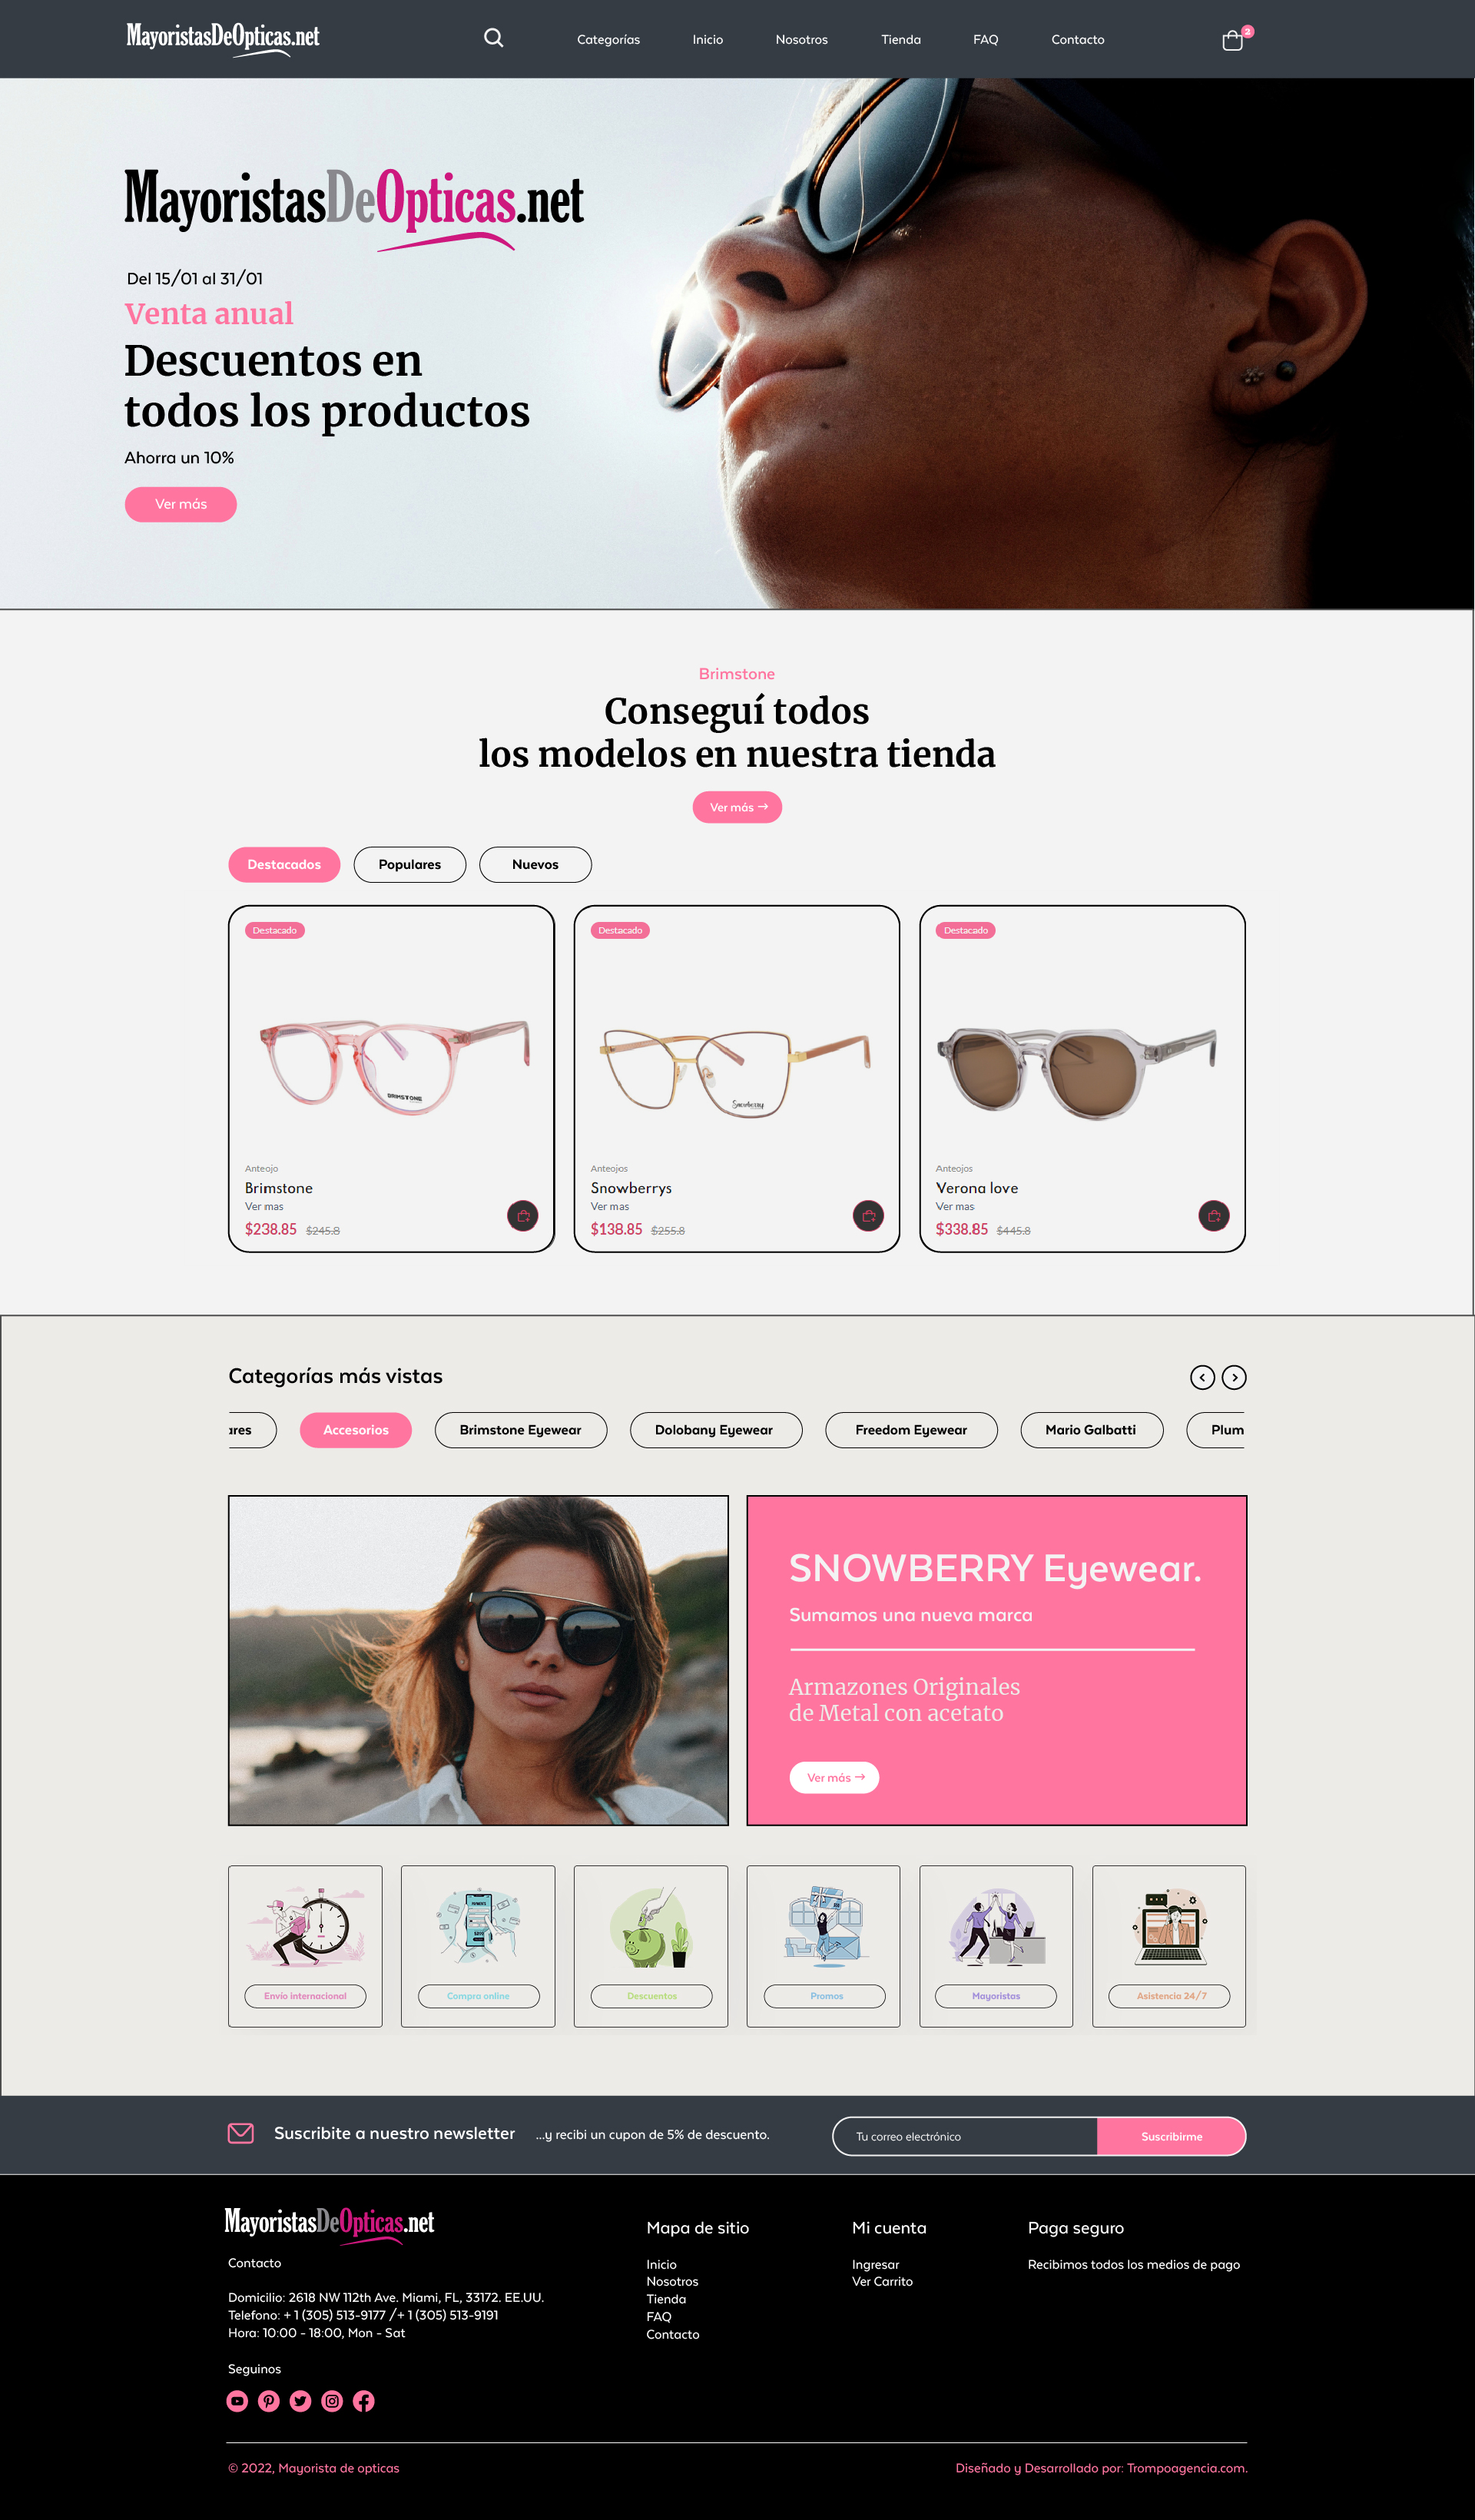 MayoristasDeOpticas.net
Categorías Inicio Nosotros Tienda FAQ Contacto
2
MayoristasDeOpticas.net
Del 15/01 al 31/01
Venta anual
Descuentos en
todos los productos
Ahorra un 10%
Ver más
Brimstone
Conseguí todos
los modelos en nuestra tienda
Ver más →
Destacados Populares Nuevos
Destacado Destacado Destacado
BRIMSTONE Snowberry
Anteojo Anteojos Anteojos
Brimstone Snowberrys Verona love
Ver mas Ver mas Ver mas
$238.85 $245.8 $138.85 $255.8 $338.85 $445.8
Categorías más vistas
ares Accesorios Brimstone Eyewear Dolobany Eyewear Freedom Eyewear Mario Galbatti Plum
SNOWBERRY Eyewear.
Sumamos una nueva marca
Armazones Originales
de Metal con acetato
Ver más →
Envío internacional Compra online Descuentos Promos Mayoristas Asistencia 24/7
Suscribite a nuestro newsletter ...y recibi un cupon de 5% de descuento. Tu correo electrónico Suscribirme
MayoristasDeOpticas.net
Contacto
Domicilio: 2618 NW 112th Ave. Miami, FL, 33172. EE.UU.
Telefono: + 1 (305) 513-9177 /+ 1 (305) 513-9191
Hora: 10:00 - 18:00, Mon - Sat
Seguinos
Mapa de sitio
Inicio
Nosotros
Tienda
FAQ
Contacto
Mi cuenta
Ingresar
Ver Carrito
Paga seguro
Recibimos todos los medios de pago
© 2022, Mayorista de opticas
Diseñado y Desarrollado por: Trompoagencia.com.